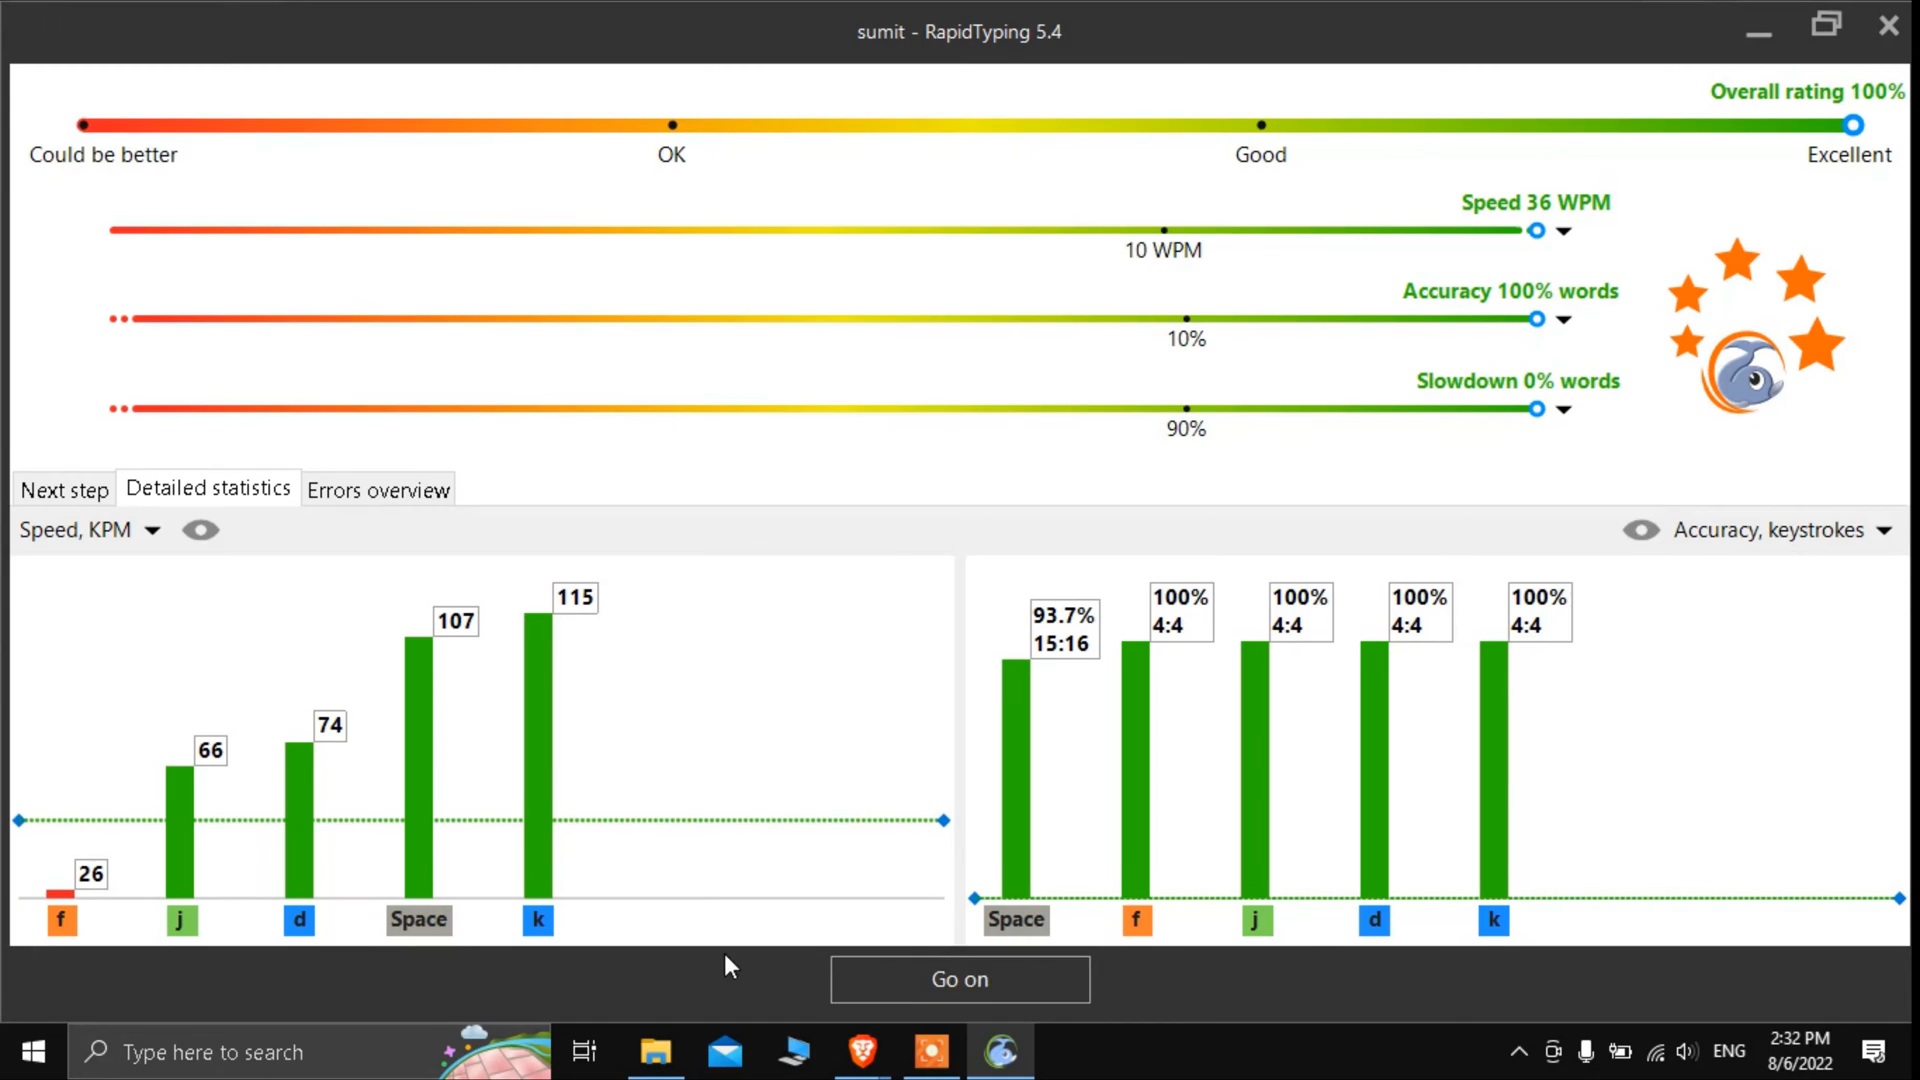 sumit - RapidTyping 5.4
Overall rating 100%
Could be better
OK
Good
Excellent
Speed 36 WPM
10 WPM
Accuracy 100% words
10%
Slowdown 0% words
90%
Next step
Detailed statistics
Errors overview
Speed, KPM
Accuracy, keystrokes
26
66
74
107
115
f
j
d
Space
k
93.7%
15:16
100%
4:4
100%
4:4
100%
4:4
100%
4:4
Space
f
j
d
k
Go on
Type here to search
ENG
2:32 PM
8/6/2022